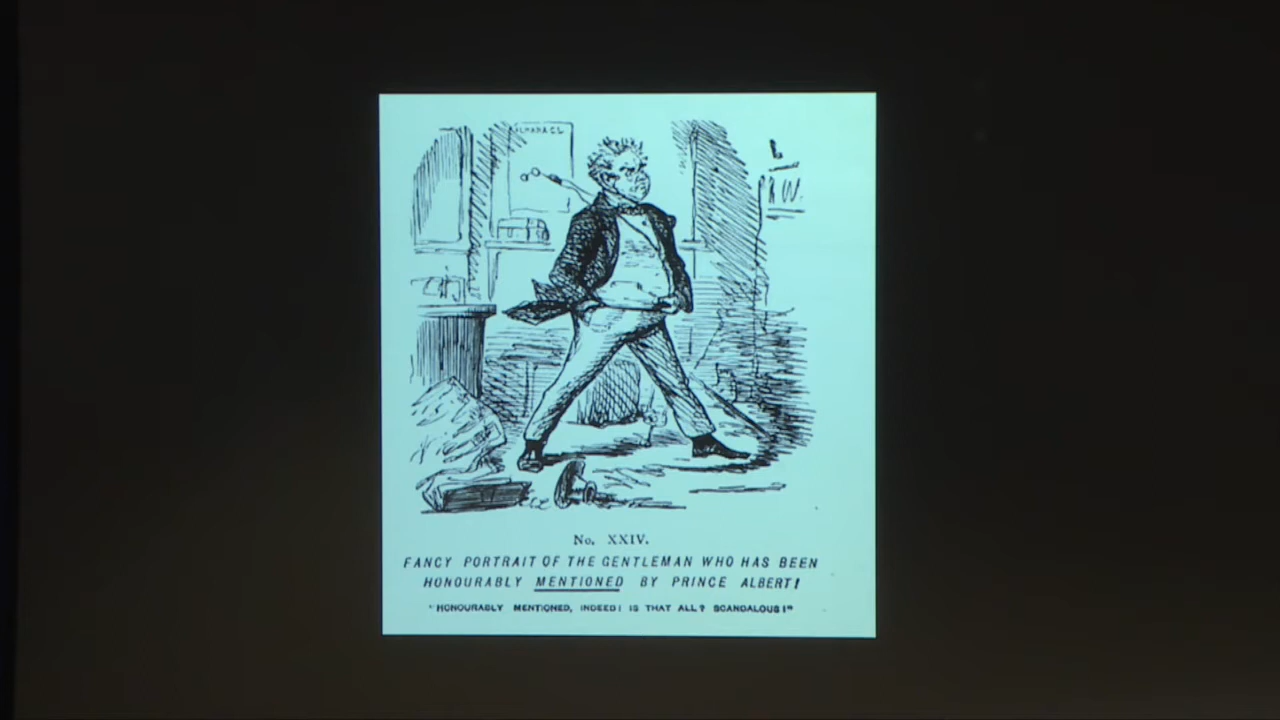 ALMANACK
No. XXIV.
FANCY PORTRAIT OF THE GENTLEMAN WHO HAS BEEN
HONOURABLY MENTIONED BY PRINCE ALBERT!
"HONOURABLY MENTIONED, INDEED! IS THAT ALL? SCANDALOUS!"